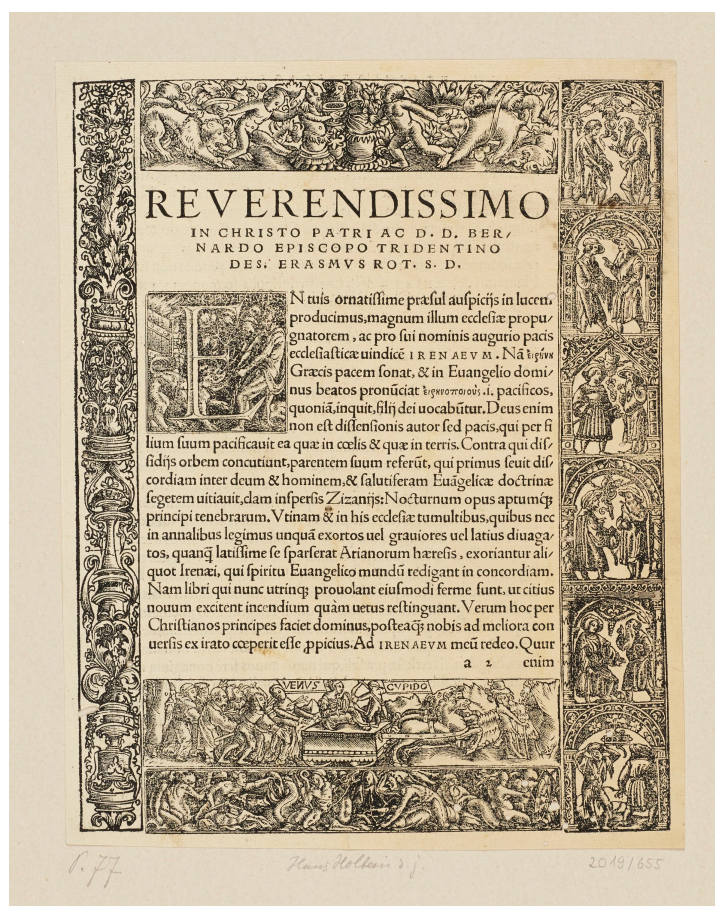 REVERENDISSIMO
IN CHRISTO PATRI AC D. D. BER⸗
NARDO EPISCOPO TRIDENTINO
DES. ERASMVS ROT. S. D.
EN tuis ornatissime præsul auspicijs in lucem
producimus, magnum illum ecclesiæ propu⸗
gnatorem, ac pro sui nominis augurio pacis
ecclesiasticæ uindicē IRENAEVM. Nā εἰρήνη
Græcis pacem sonat, & in Euangelio domi⸗
nus beatos pronūciat εἰρηνοποιούς .i. pacificos,
quoniā, inquit, filij dei uocabūtur. Deus enim
non est dissensionis autor sed pacis, qui per fi
lium suum pacificauit ea quæ in cœlis & quæ in terris. Contra qui dis⸗
sidijs orbem concutiunt, parentem suum referūt, qui primus seuit dis⸗
cordiam inter deum & hominem, & salutiferam Euāgelicæ doctrinæ
segetem uitiauit, clam inspersis Zizanijs: Nocturnum opus aptumq́ꝫ
principi tenebrarum. Vtinam & in his ecclesiæ tumultibus, quibus nec
in annalibus legimus unquā exortos uel grauiores uel latius diuaga⸗
tos, quanq̄ latissime se sparserat Arianorum hæresis, exoriantur ali⸗
quot Irenæi, qui spiritu Euangelico mundū redigant in concordiam.
Nam libri qui nunc utrinqꝫ prouolant eiusmodi ferme sunt, ut citius
nouum excitent incendium quàm uetus restinguant. Verum hoc per
Christianos principes faciet dominus, posteaq̄ꝫ nobis ad meliora con
uersis ex irato cœperit esse ꝓpicius. Ad IRENAEVM meū redeo. Quur
a 2 enim
VENVS CVPIDO
S. 77 Hans Holbein d. j. 2019/655